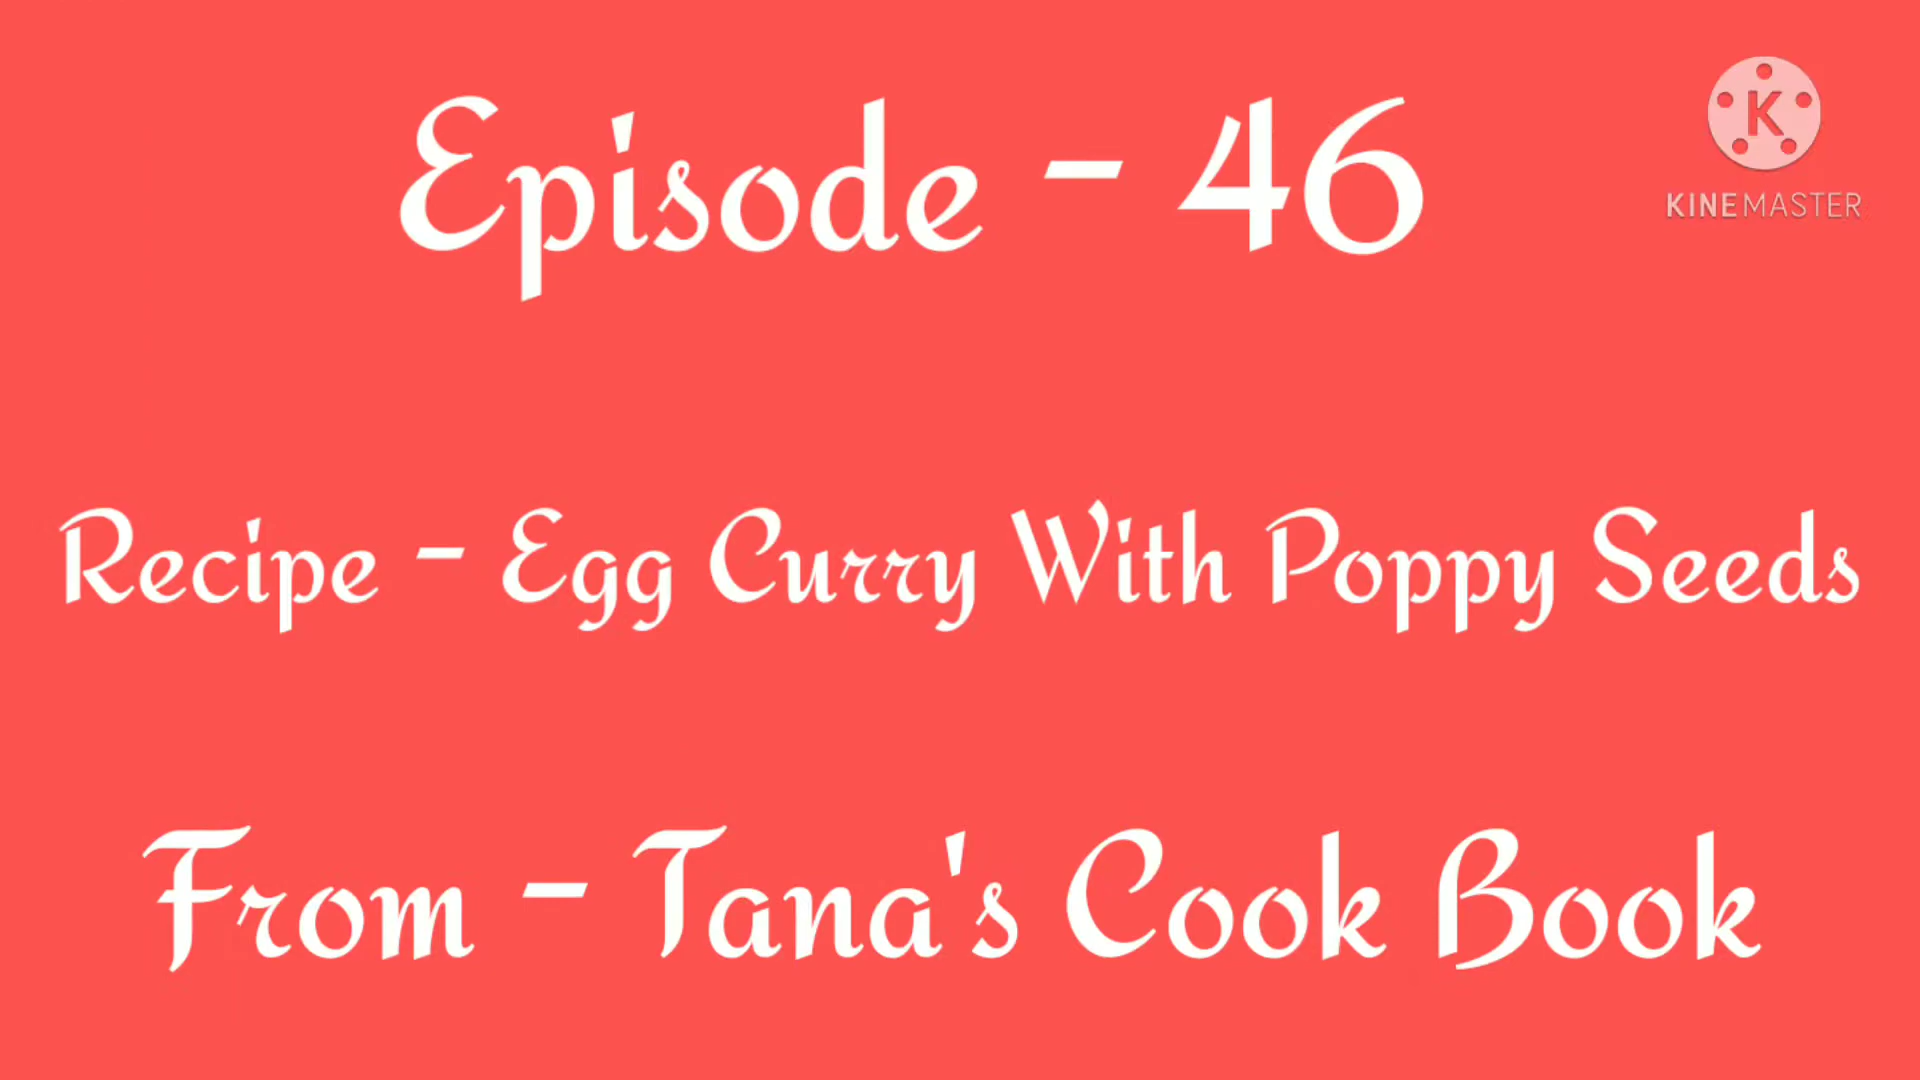 Episode - 46
K
KINEMASTER
Recipe - Egg Curry With Poppy Seeds
From - Tana's Cook Book